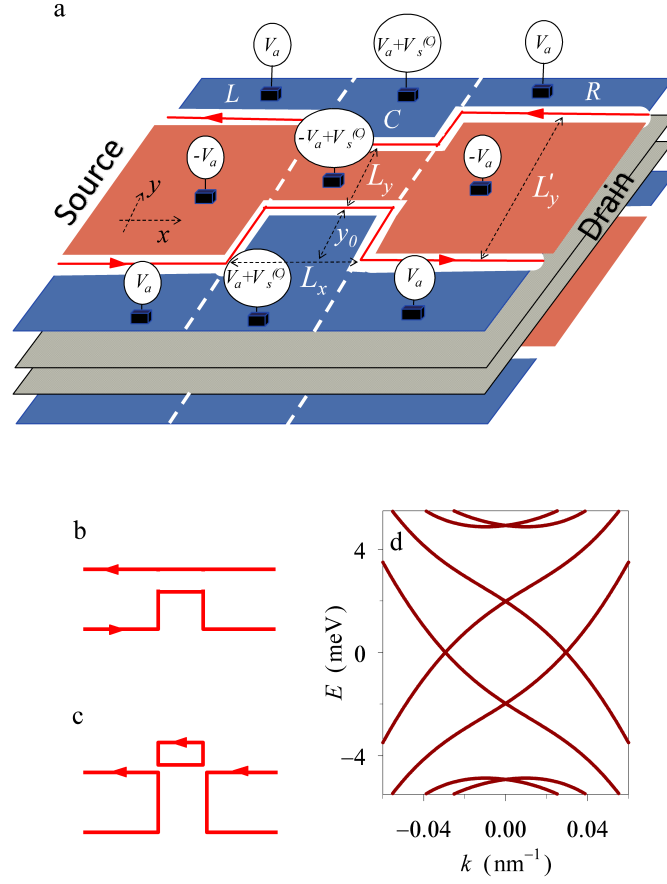 a
V_a
V_a+V_s^(C)
V_a
L
C
R
-V_a
-V_a+V_s^(C)
-V_a
Source
y
x
L_y
L'_y
y_0
L_x
Drain
V_a
V_a+V_s^(C)
V_a
b
c
d
4
0
−4
E (meV)
−0.04 0.00 0.04
k (nm⁻¹)